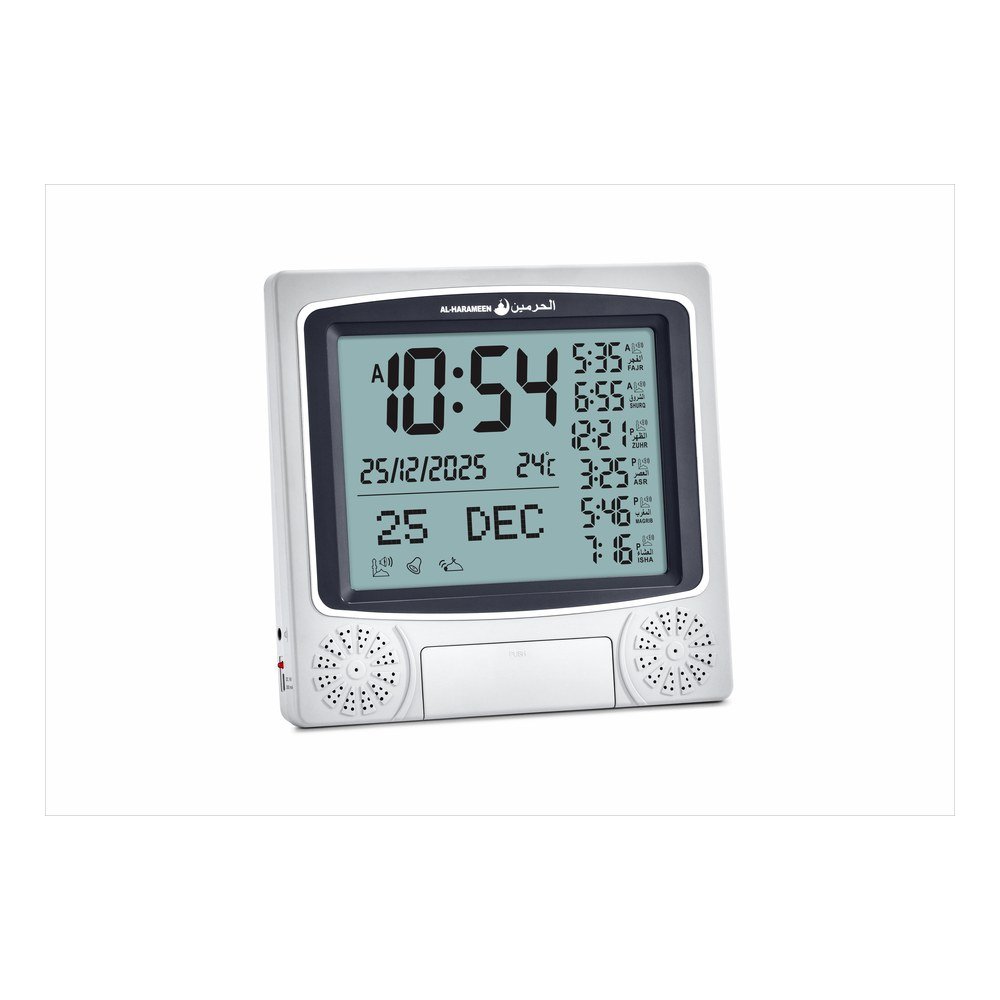 AL-HARAMEEN الحرمين
A 10:54
25/12/2025 24°C
25 DEC
5:35 A الفجر FAJR
6:55 A الشروق SHURQ
12:21 P الظهر ZUHR
3:25 P العصر ASR
5:46 P المغرب MAGRIB
7:16 P العشاء ISHA
PUSH